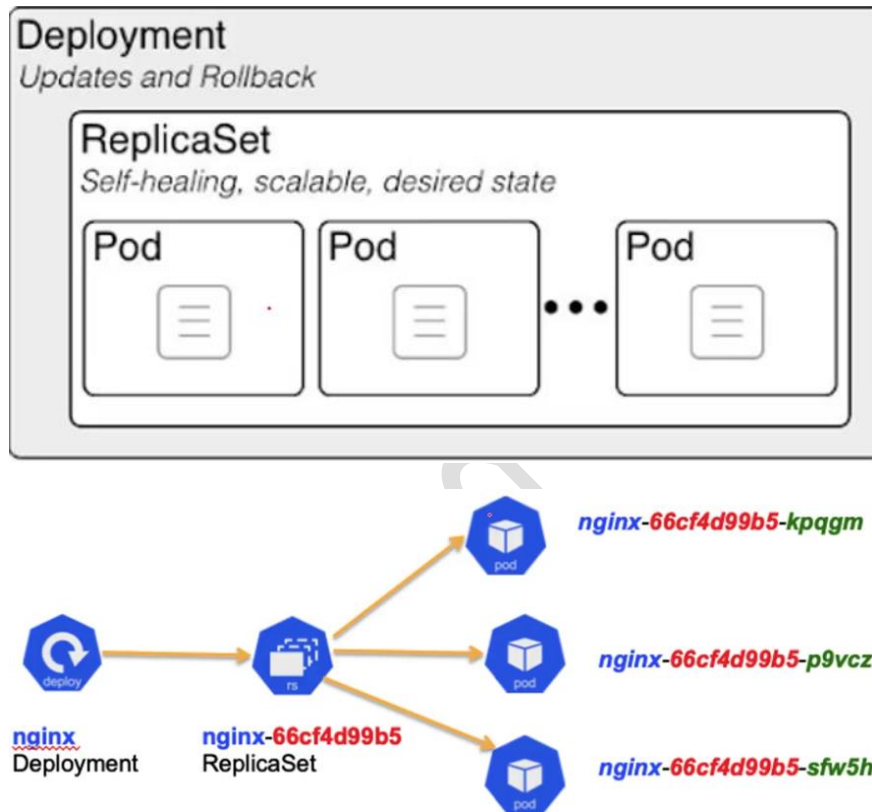 Deployment
Updates and Rollback
ReplicaSet
Self-healing, scalable, desired state
Pod
Pod
Pod
pod
nginx-66cf4d99b5-kpqgm
deploy
rs
pod
nginx-66cf4d99b5-p9vcz
nginx
Deployment
nginx-66cf4d99b5
ReplicaSet
pod
nginx-66cf4d99b5-sfw5h